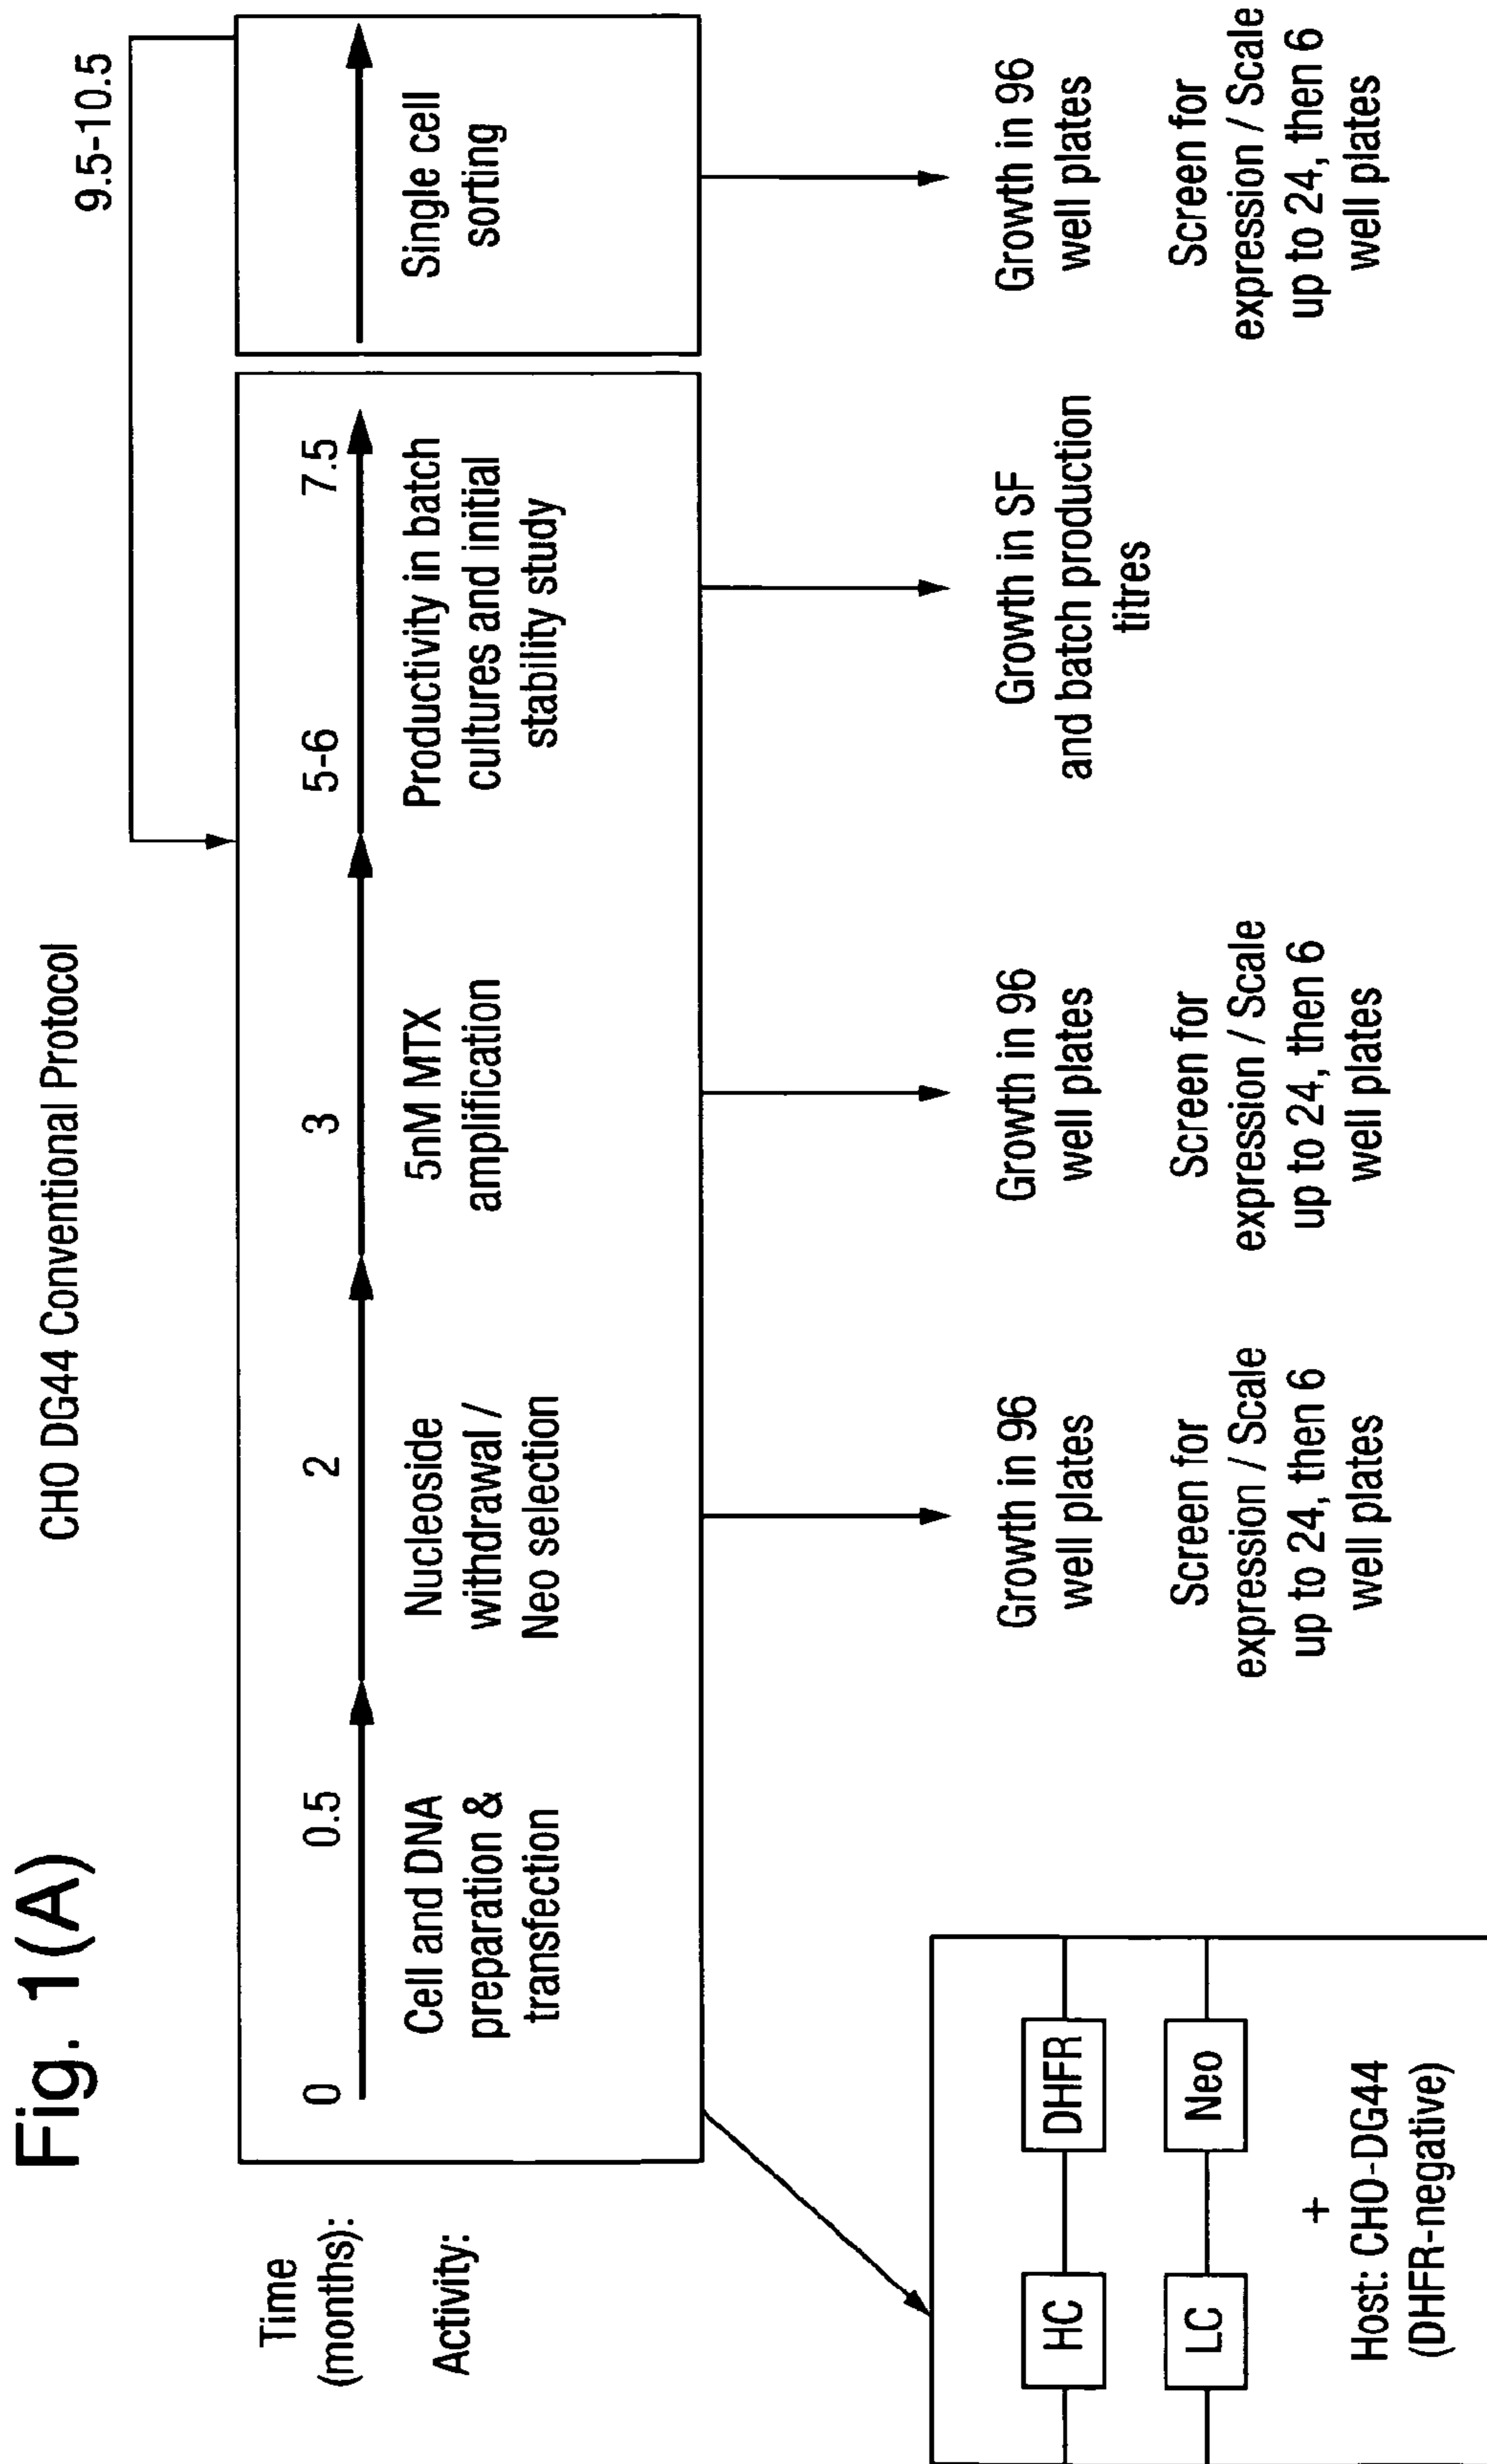 Fig. 1(A)
CHO DG44 Conventional Protocol
9.5-10.5
Time
(months):
0
0.5
2
3
5-6
7.5
Activity:
Cell and DNA
preparation &
transfection
Nucleoside
withdrawal /
Neo selection
5nM MTX
amplification
Productivity in batch
cultures and initial
stability study
Single cell
sorting
HC
DHFR
LC
Neo
+
Host: CHO-DG44
(DHFR-negative)
Growth in 96
well plates
Screen for
expression / Scale
up to 24, then 6
well plates
Growth in 96
well plates
Screen for
expression / Scale
up to 24, then 6
well plates
Growth in SF
and batch production
titres
Growth in 96
well plates
Screen for
expression / Scale
up to 24, then 6
well plates